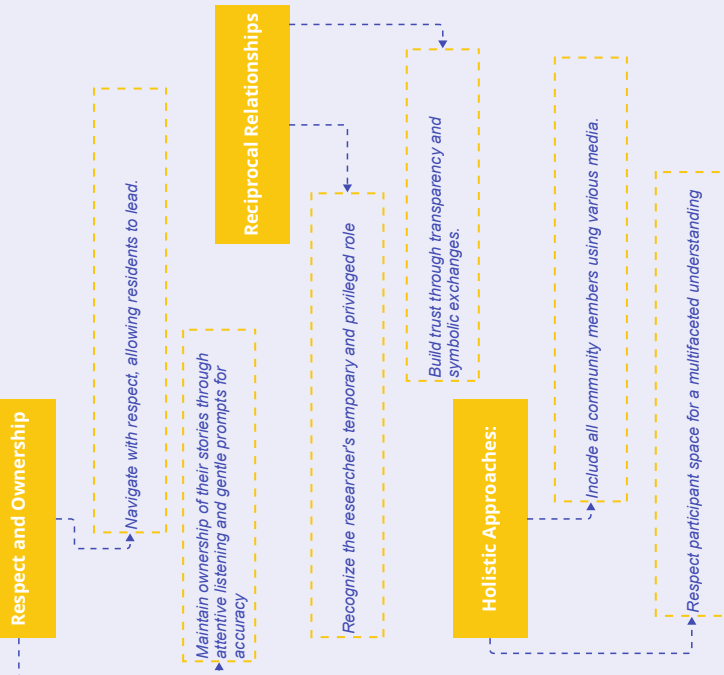 Respect and Ownership
Navigate with respect, allowing residents to lead.
Maintain ownership of their stories through
attentive listening and gentle prompts for
accuracy
Reciprocal Relationships
Recognize the researcher's temporary and privileged role
Build trust through transparency and
symbolic exchanges.
Holistic Approaches:
Include all community members using various media.
Respect participant space for a multifaceted understanding